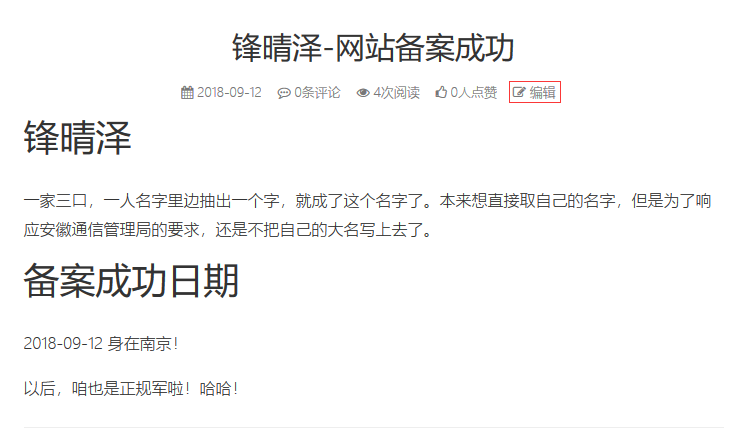 锋晴泽-网站备案成功
2018-09-12 0条评论 4次阅读 0人点赞 编辑
锋晴泽
一家三口，一人名字里边抽出一个字，就成了这个名字了。本来想直接取自己的名字，但是为了响
应安徽通信管理局的要求，还是不把自己的大名写上去了。
备案成功日期
2018-09-12 身在南京！
以后，咱也是正规军啦！哈哈！